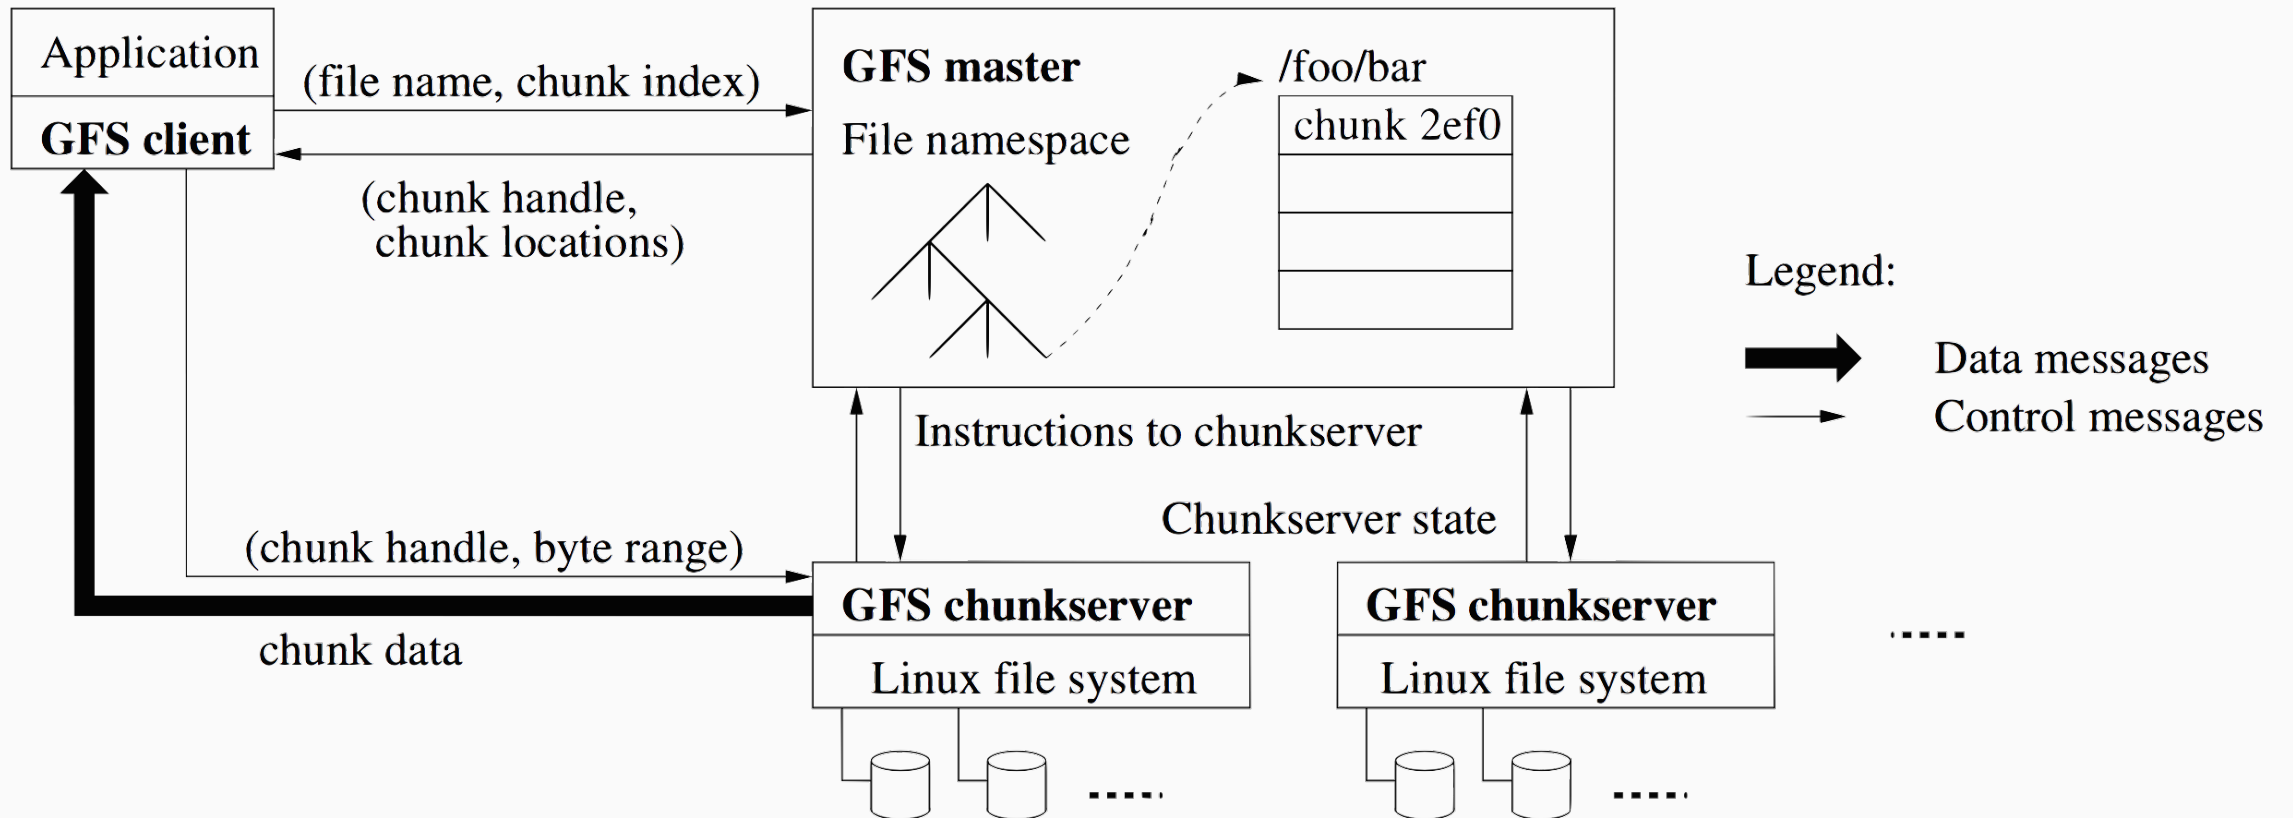 Application
GFS client
(file name, chunk index)
(chunk handle,
chunk locations)
GFS master
File namespace
/foo/bar
chunk 2ef0
Legend:
Data messages
Control messages
Instructions to chunkserver
Chunkserver state
(chunk handle, byte range)
chunk data
GFS chunkserver
Linux file system
GFS chunkserver
Linux file system